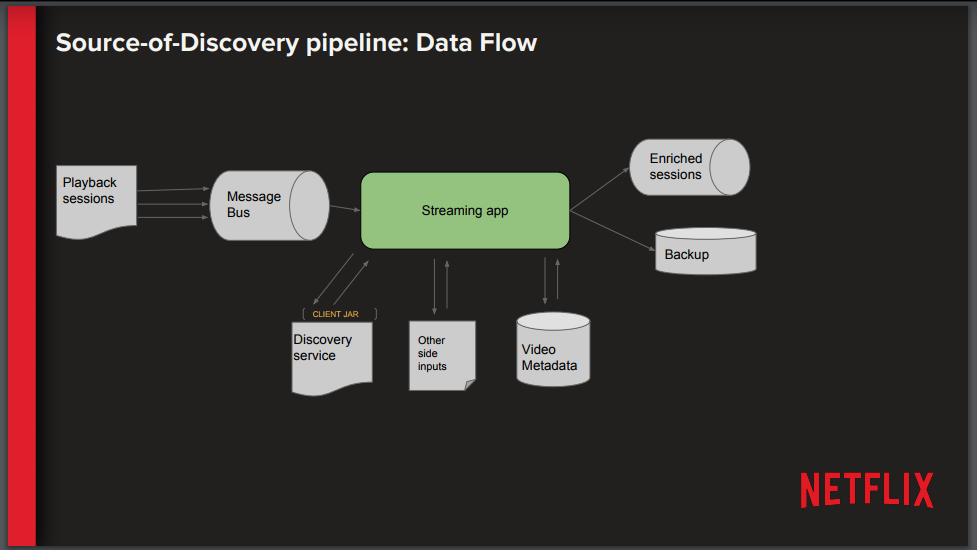 Source-of-Discovery pipeline: Data Flow
Playback
sessions
Message
Bus
Streaming app
Enriched
sessions
Backup
CLIENT JAR
Discovery
service
Other
side
inputs
Video
Metadata
NETFLIX